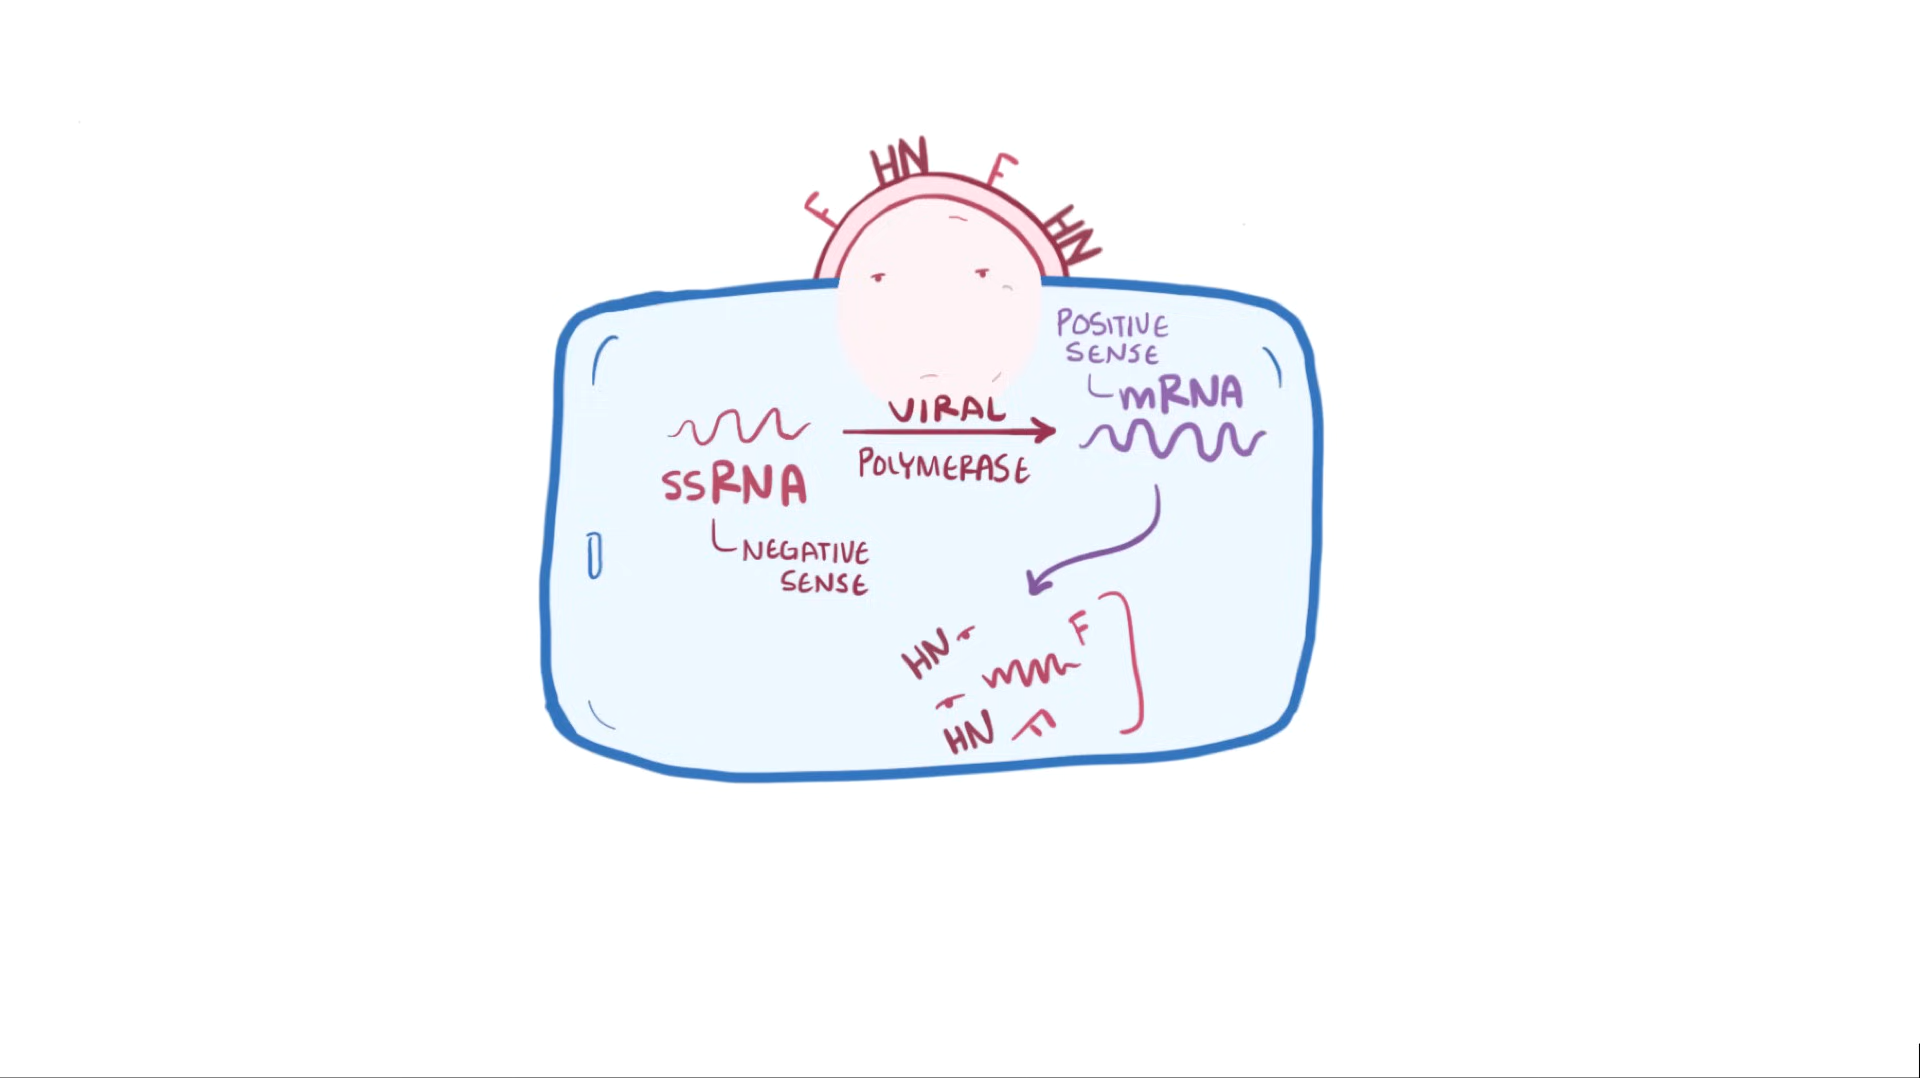 HN
F
F
HN
POSITIVE
SENSE
mRNA
VIRAL
POLYMERASE
ssRNA
NEGATIVE
SENSE
F
HN
HN
F